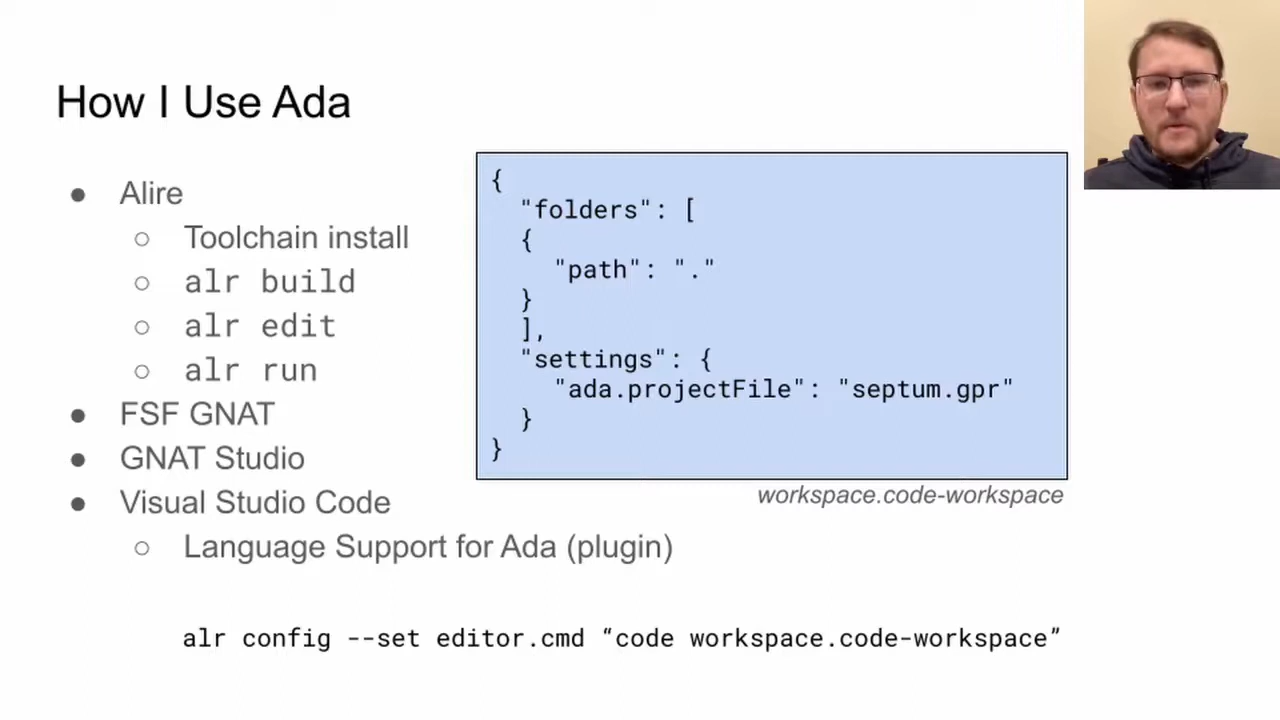 How I Use Ada
● Alire
○ Toolchain install
○ alr build
○ alr edit
○ alr run
● FSF GNAT
● GNAT Studio
● Visual Studio Code
○ Language Support for Ada (plugin)
{
"folders": [
{
"path": "."
}
],
"settings": {
"ada.projectFile": "septum.gpr"
}
}
workspace.code-workspace
alr config --set editor.cmd “code workspace.code-workspace”